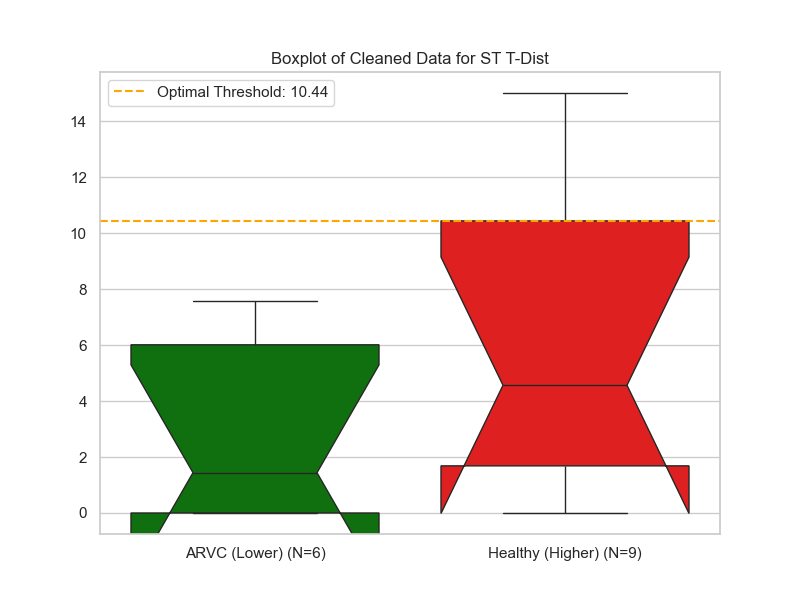 Boxplot of Cleaned Data for ST T-Dist
Optimal Threshold: 10.44
14
12
10
8
6
4
2
0
ARVC (Lower) (N=6)
Healthy (Higher) (N=9)